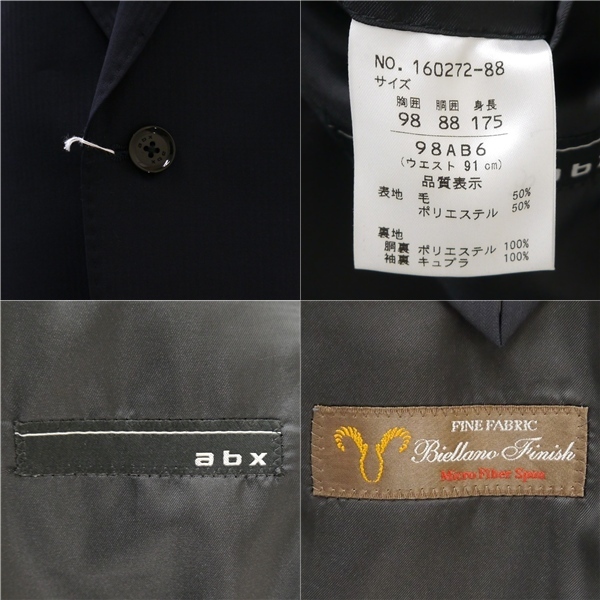 NO. 160272-88
サイズ
胸囲 胴囲 身長
98 88 175
98AB6
(ウエスト 91cm)
品質表示
表地 毛 50%
ポリエステル 50%
裏地
胴裏 ポリエステル 100%
袖裏 キュプラ 100%
abx
abx
FINE FABRIC
Biellano Finish
Micro Fiber Span